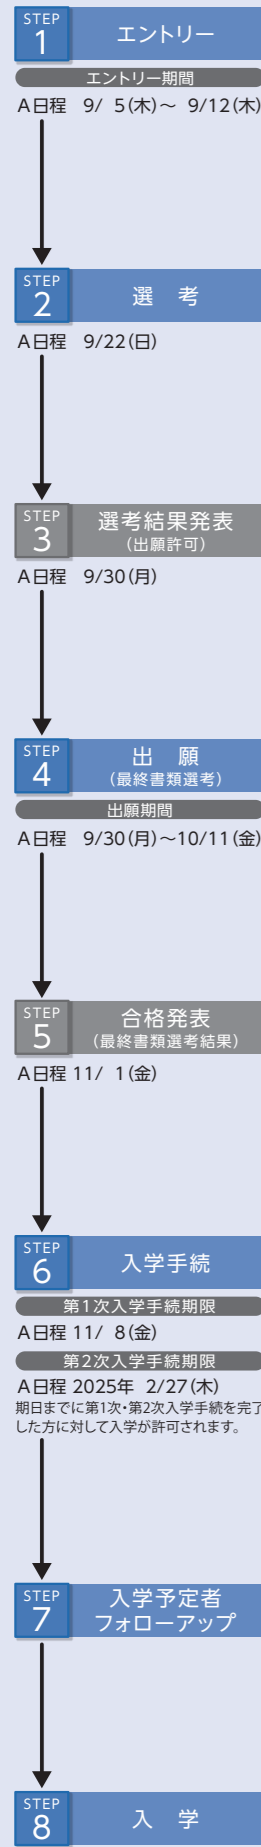 STEP
1
エントリー
エントリー期間
A日程 9/ 5(木)～ 9/12(木)
STEP
2
選 考
A日程 9/22(日)
STEP
3
選考結果発表
(出願許可)
A日程 9/30(月)
STEP
4
出 願
(最終書類選考)
出願期間
A日程 9/30(月)～10/11(金)
STEP
5
合格発表
(最終書類選考結果)
A日程 11/ 1(金)
STEP
6
入学手続
第1次入学手続期限
A日程 11/ 8(金)
第2次入学手続期限
A日程 2025年 2/27(木)
期日までに第1次・第2次入学手続を完了
した方に対して入学が許可されます。
STEP
7
入学予定者
フォローアップ
STEP
8
入 学